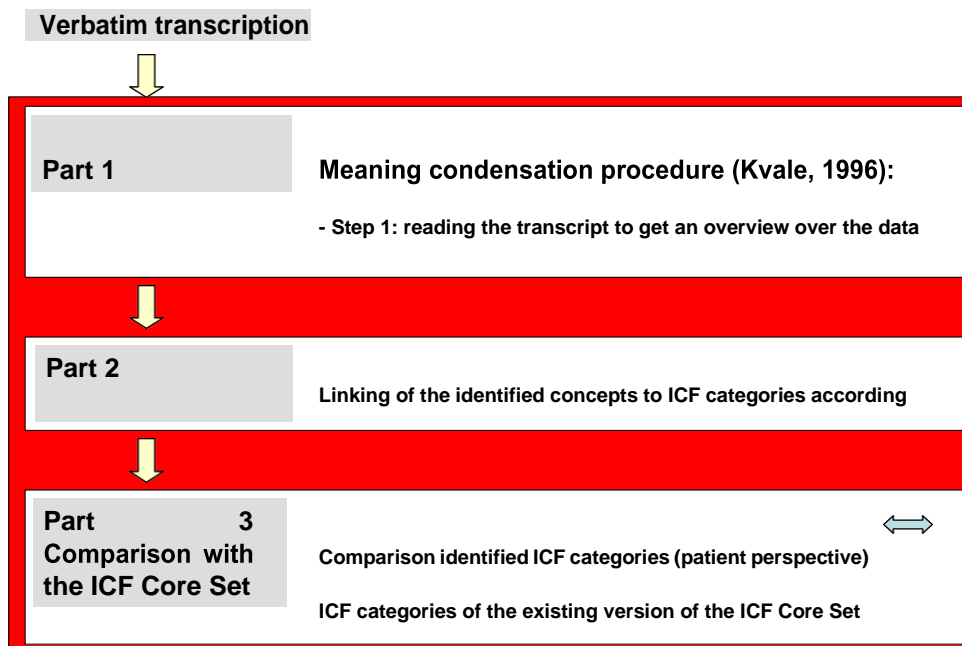 Verbatim transcription
Part 1
Meaning condensation procedure (Kvale, 1996):
- Step 1: reading the transcript to get an overview over the data
Part 2
Linking of the identified concepts to ICF categories according
Part 3
Comparison with
the ICF Core Set
Comparison identified ICF categories (patient perspective)
ICF categories of the existing version of the ICF Core Set